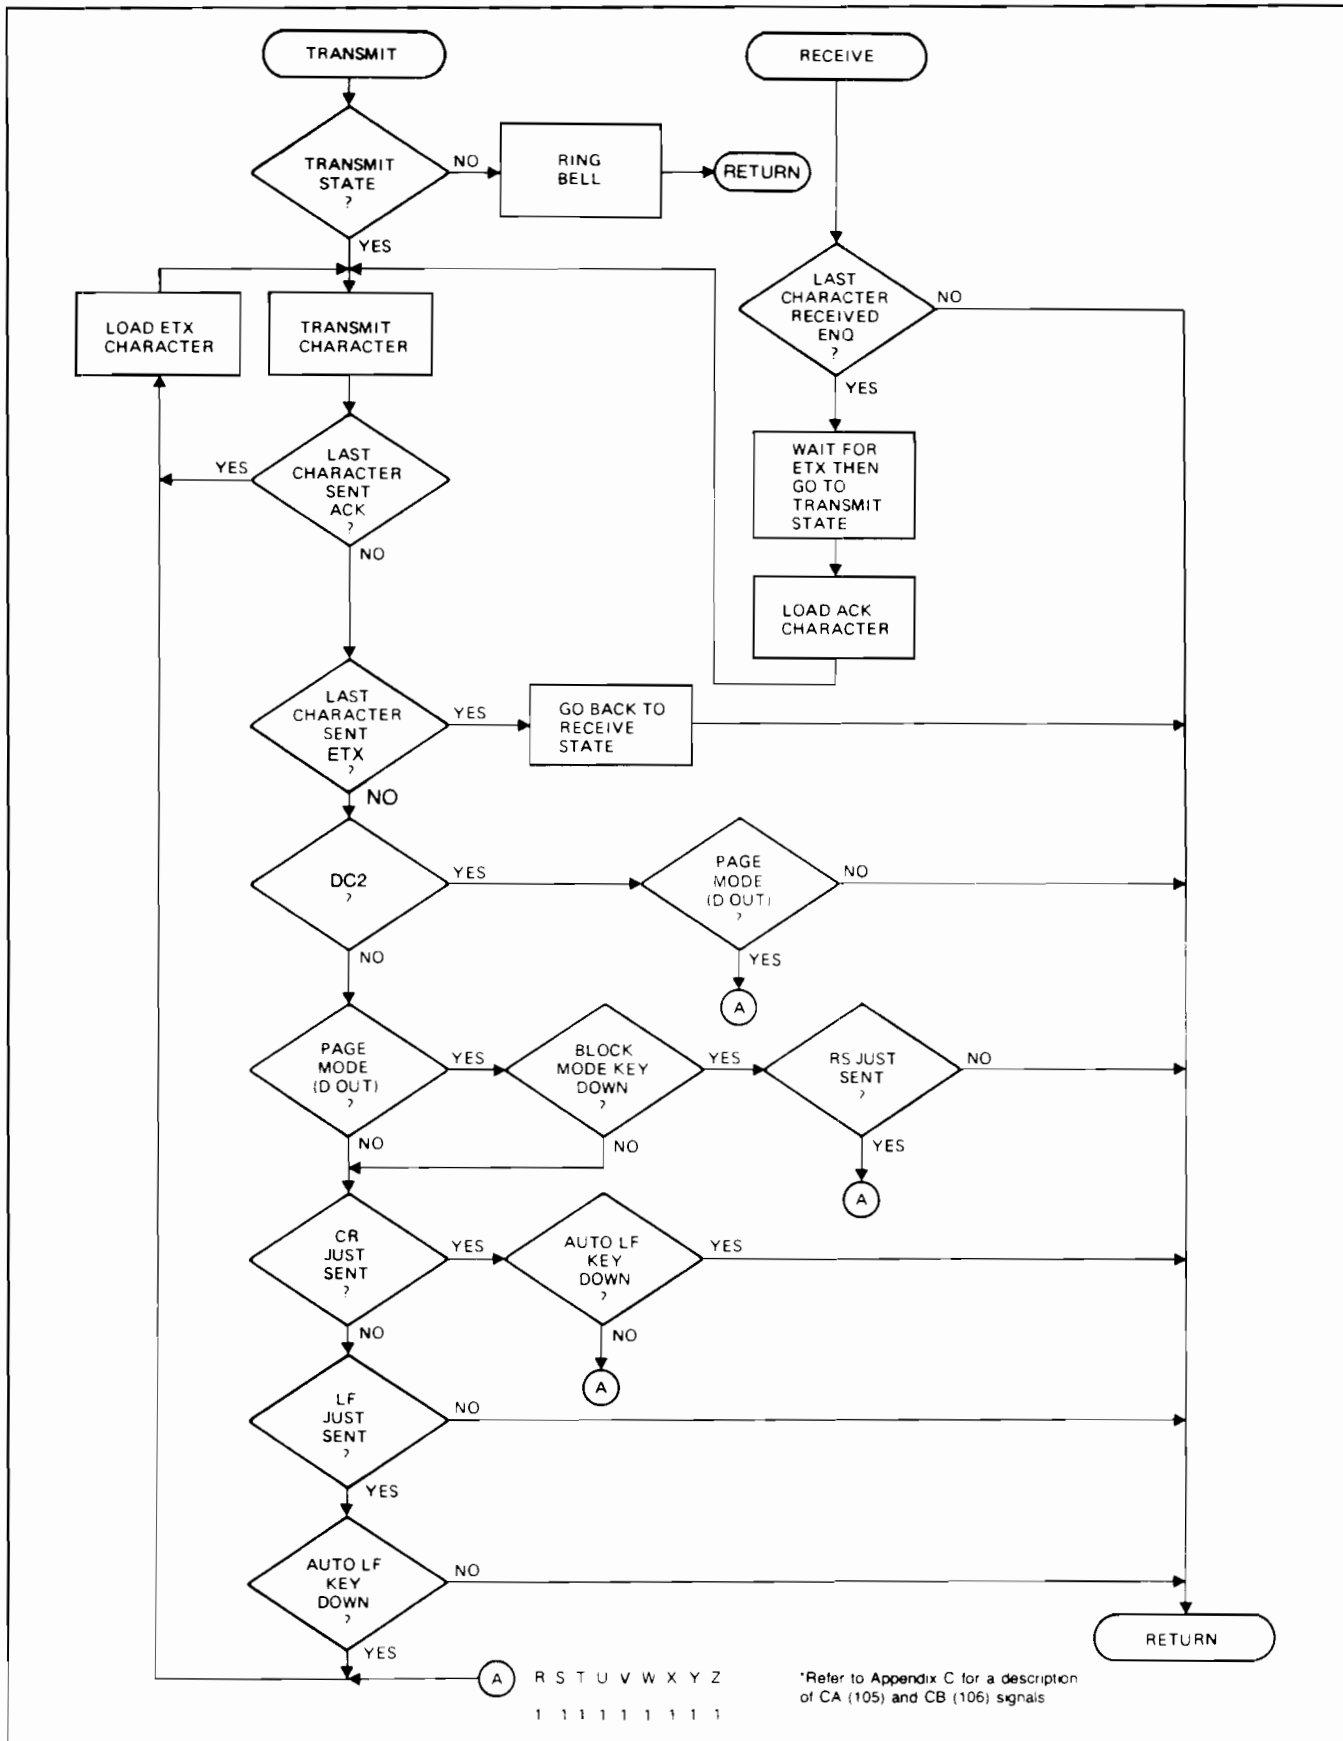 TRANSMIT
TRANSMIT
STATE
?
NO
RING
BELL
RETURN
YES
LOAD ETX
CHARACTER
TRANSMIT
CHARACTER
LAST
CHARACTER
SENT
ACK
?
YES
NO
RECEIVE
LAST
CHARACTER
RECEIVED
ENQ
?
NO
YES
WAIT FOR
ETX THEN
GO TO
TRANSMIT
STATE
LOAD ACK
CHARACTER
LAST
CHARACTER
SENT
ETX
?
YES
GO BACK TO
RECEIVE
STATE
NO
DC2
?
YES
PAGE
MODE
(D OUT)
?
NO
YES
A
NO
PAGE
MODE
(D OUT)
?
YES
BLOCK
MODE KEY
DOWN
?
YES
RS JUST
SENT
?
NO
YES
A
NO
NO
CR
JUST
SENT
?
YES
AUTO LF
KEY
DOWN
?
YES
NO
A
NO
LF
JUST
SENT
?
NO
YES
AUTO LF
KEY
DOWN
?
NO
YES
RETURN
A
R S T U V W X Y Z
1 1 1 1 1 1 1 1 1
*Refer to Appendix C for a description
of CA (105) and CB (106) signals